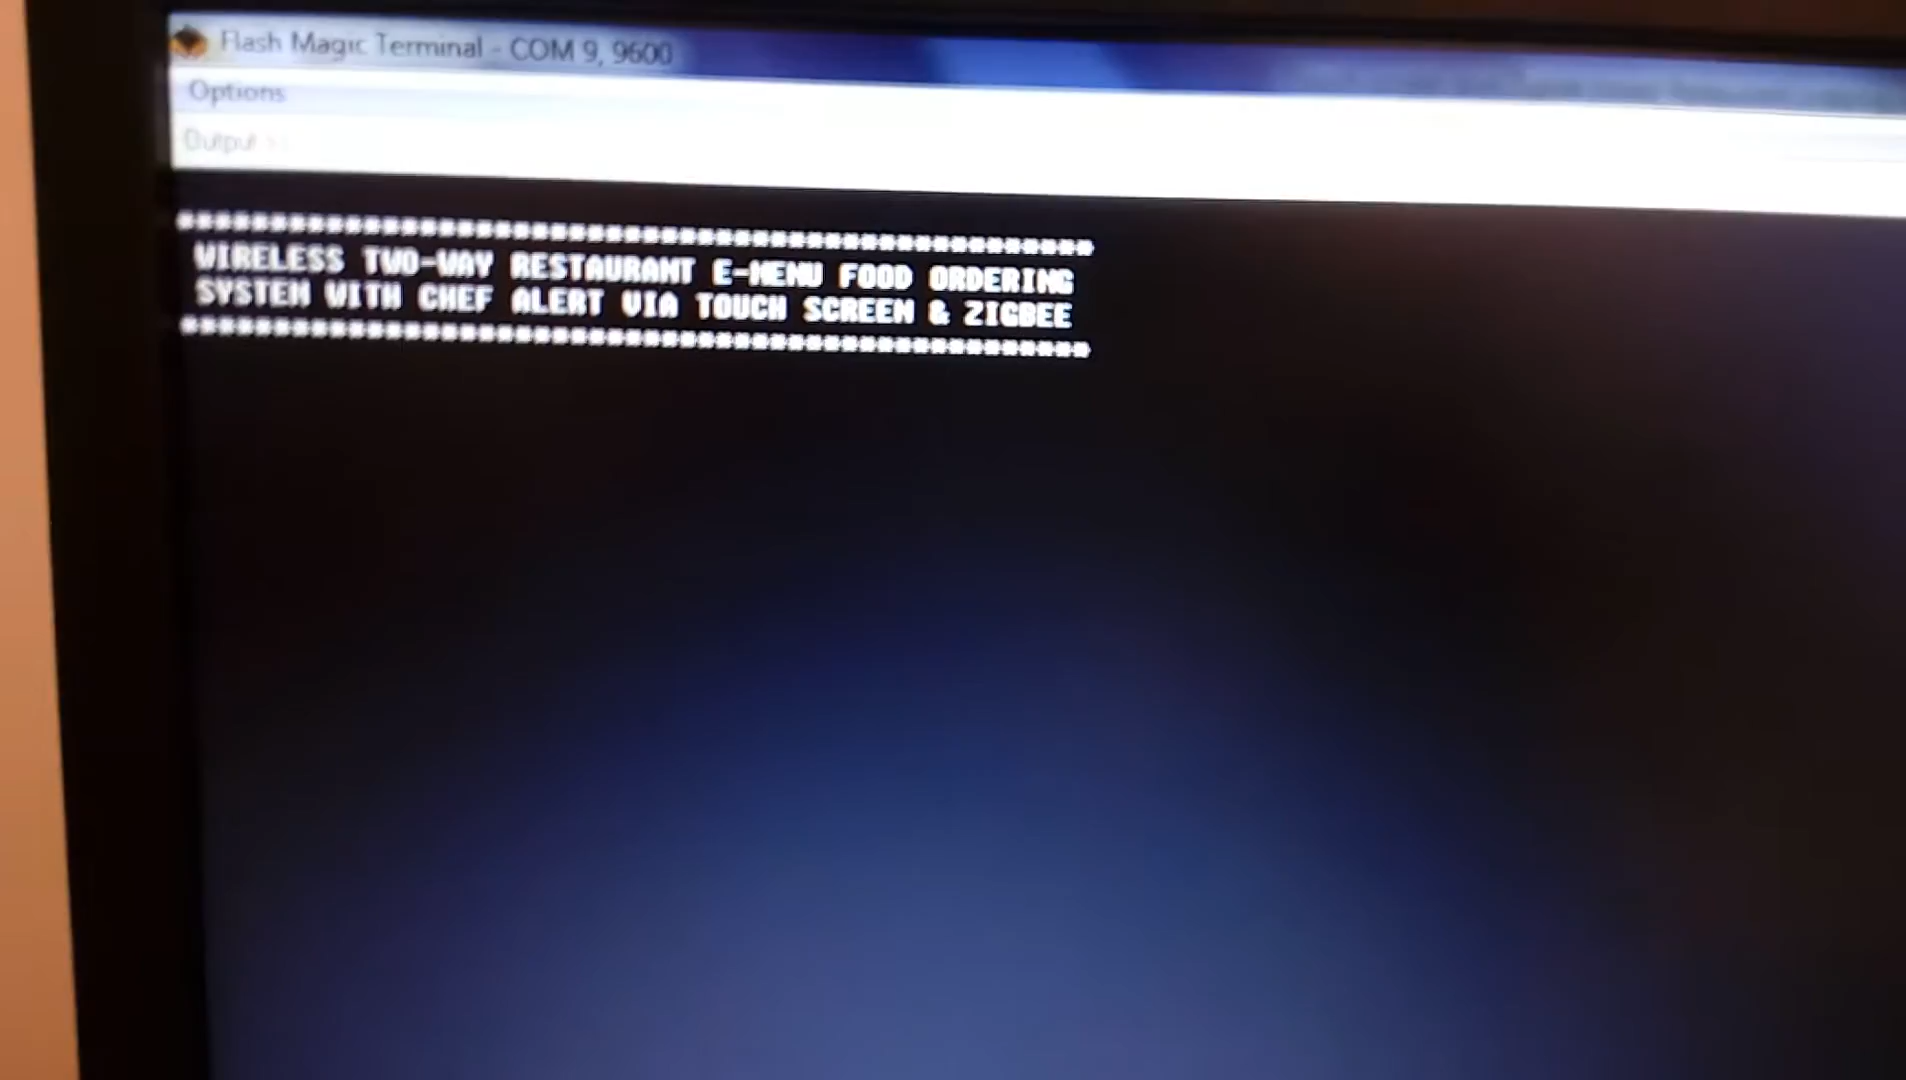 Flash Magic Terminal - COM 9, 9600
Options
Output
**************************************************
WIRELESS TWO-WAY RESTAURANT E-MENU FOOD ORDERING
SYSTEM WITH CHEF ALERT VIA TOUCH SCREEN & ZIGBEE
**************************************************